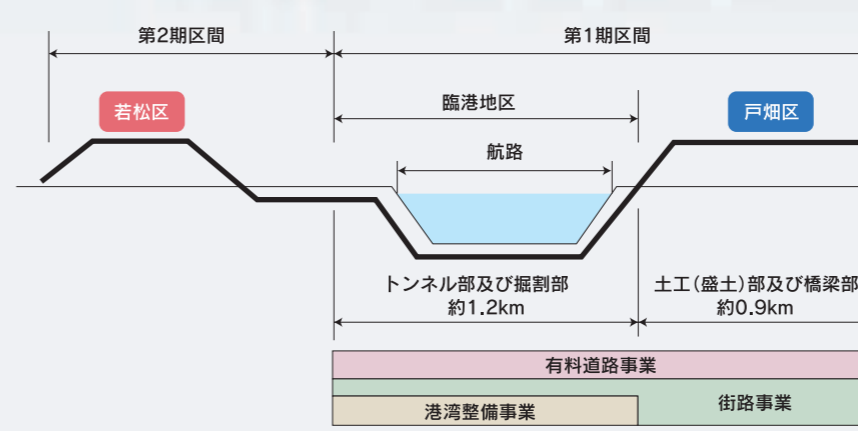 第2期区間
第1期区間
若松区
臨港地区
戸畑区
航路
トンネル部及び掘割部
約1.2km
土工(盛土)部及び橋梁部
約0.9km
有料道路事業
港湾整備事業
街路事業